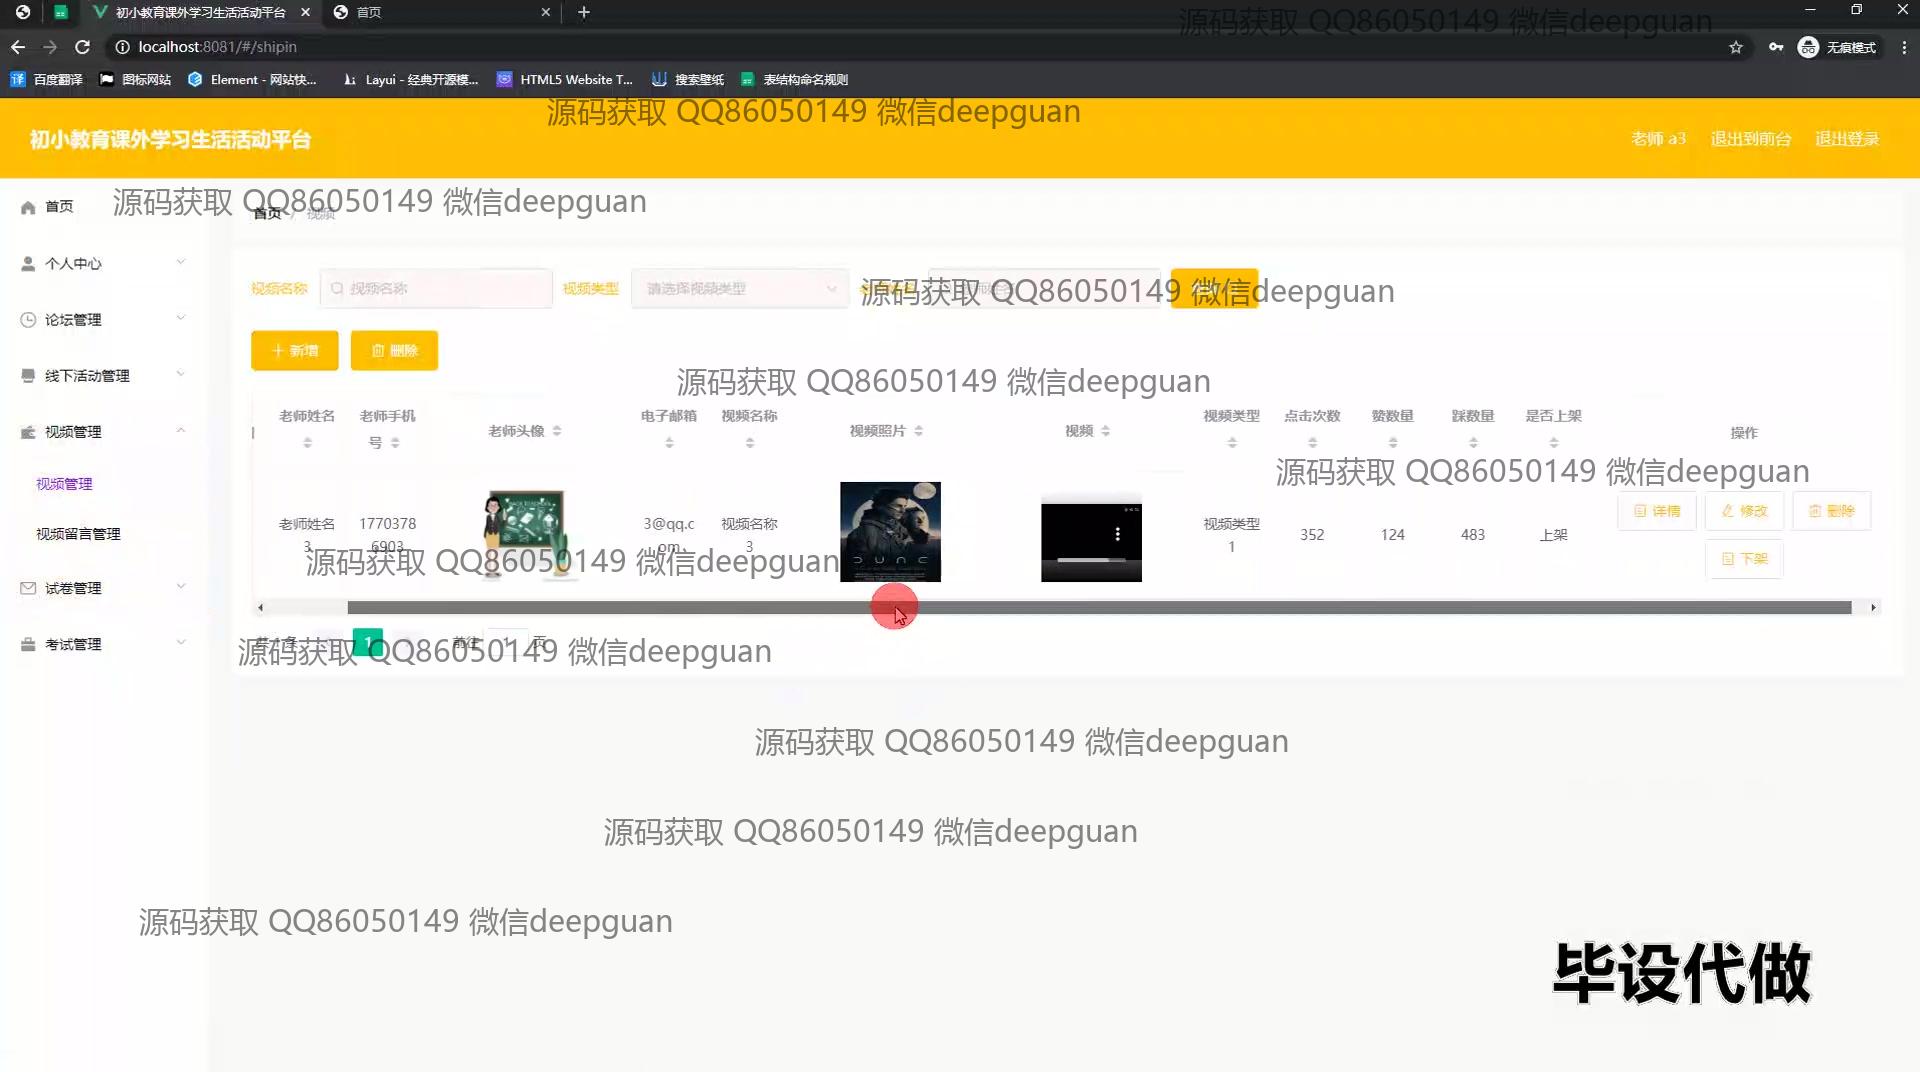 初小教育课外学习生活活动平台
首页
localhost:8081/#/shipin
无痕模式
百度翻译
图标网站
Element - 网站快...
Layui - 经典开源模...
HTML5 Website T...
搜索壁纸
表结构命名规则
源码获取 QQ86050149 微信deepguan
源码获取 QQ86050149 微信deepguan
初小教育课外学习生活活动平台
老师 a3
退出到前台
退出登录
首页
源码获取 QQ86050149 微信deepguan
首页 / 视频
个人中心
论坛管理
线下活动管理
视频管理
视频管理
视频留言管理
试卷管理
考试管理
视频名称
视频名称
视频类型
请选择视频类型
源码获取 QQ86050149 微信deepguan
新增
删除
源码获取 QQ86050149 微信deepguan
老师姓名
老师手机号
老师头像
电子邮箱
视频名称
视频照片
视频
视频类型
点击次数
赞数量
踩数量
是否上架
操作
源码获取 QQ86050149 微信deepguan
老师姓名3
17703786903
3@qq.com
视频名称3
DUNC
视频类型1
352
124
483
上架
详情
修改
删除
下架
源码获取 QQ86050149 微信deepguan
1
前往
1
页
源码获取 QQ86050149 微信deepguan
源码获取 QQ86050149 微信deepguan
源码获取 QQ86050149 微信deepguan
源码获取 QQ86050149 微信deepguan
毕设代做